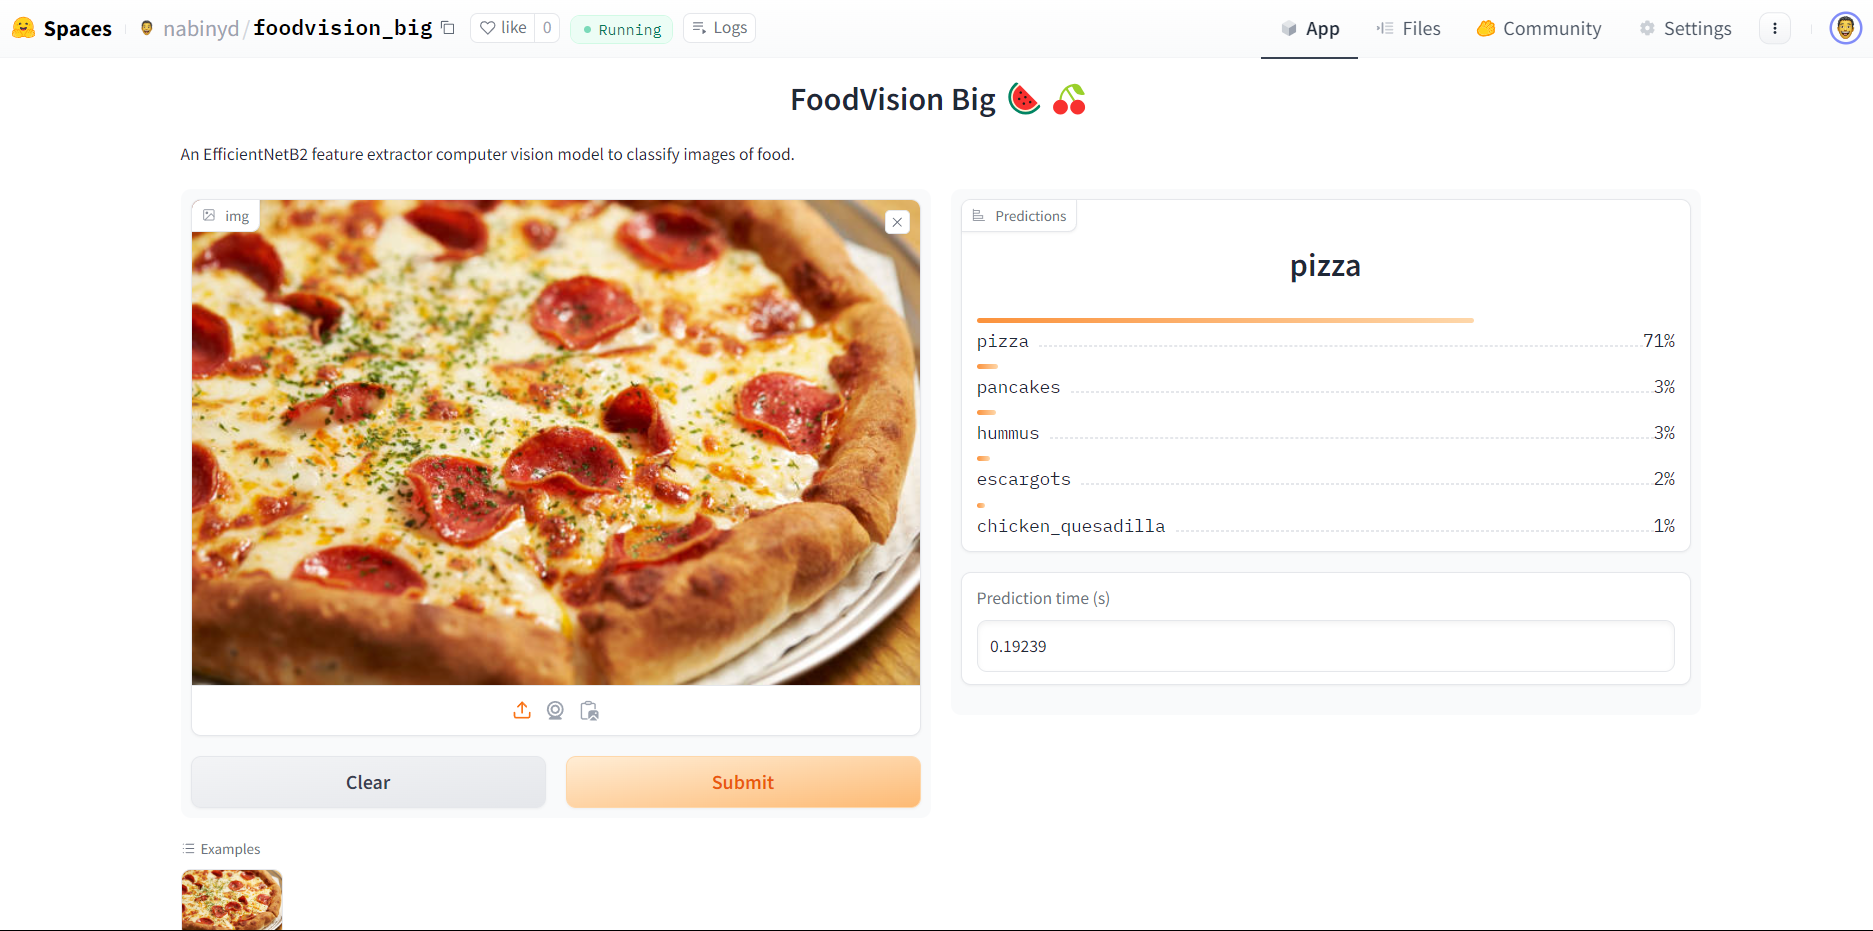 Spaces nabinyd/foodvision_big like 0 Running Logs App Files Community Settings
FoodVision Big
An EfficientNetB2 feature extractor computer vision model to classify images of food.
img
Clear Submit
Examples
Predictions
pizza
pizza 71%
pancakes 3%
hummus 3%
escargots 2%
chicken_quesadilla 1%
Prediction time (s)
0.19239